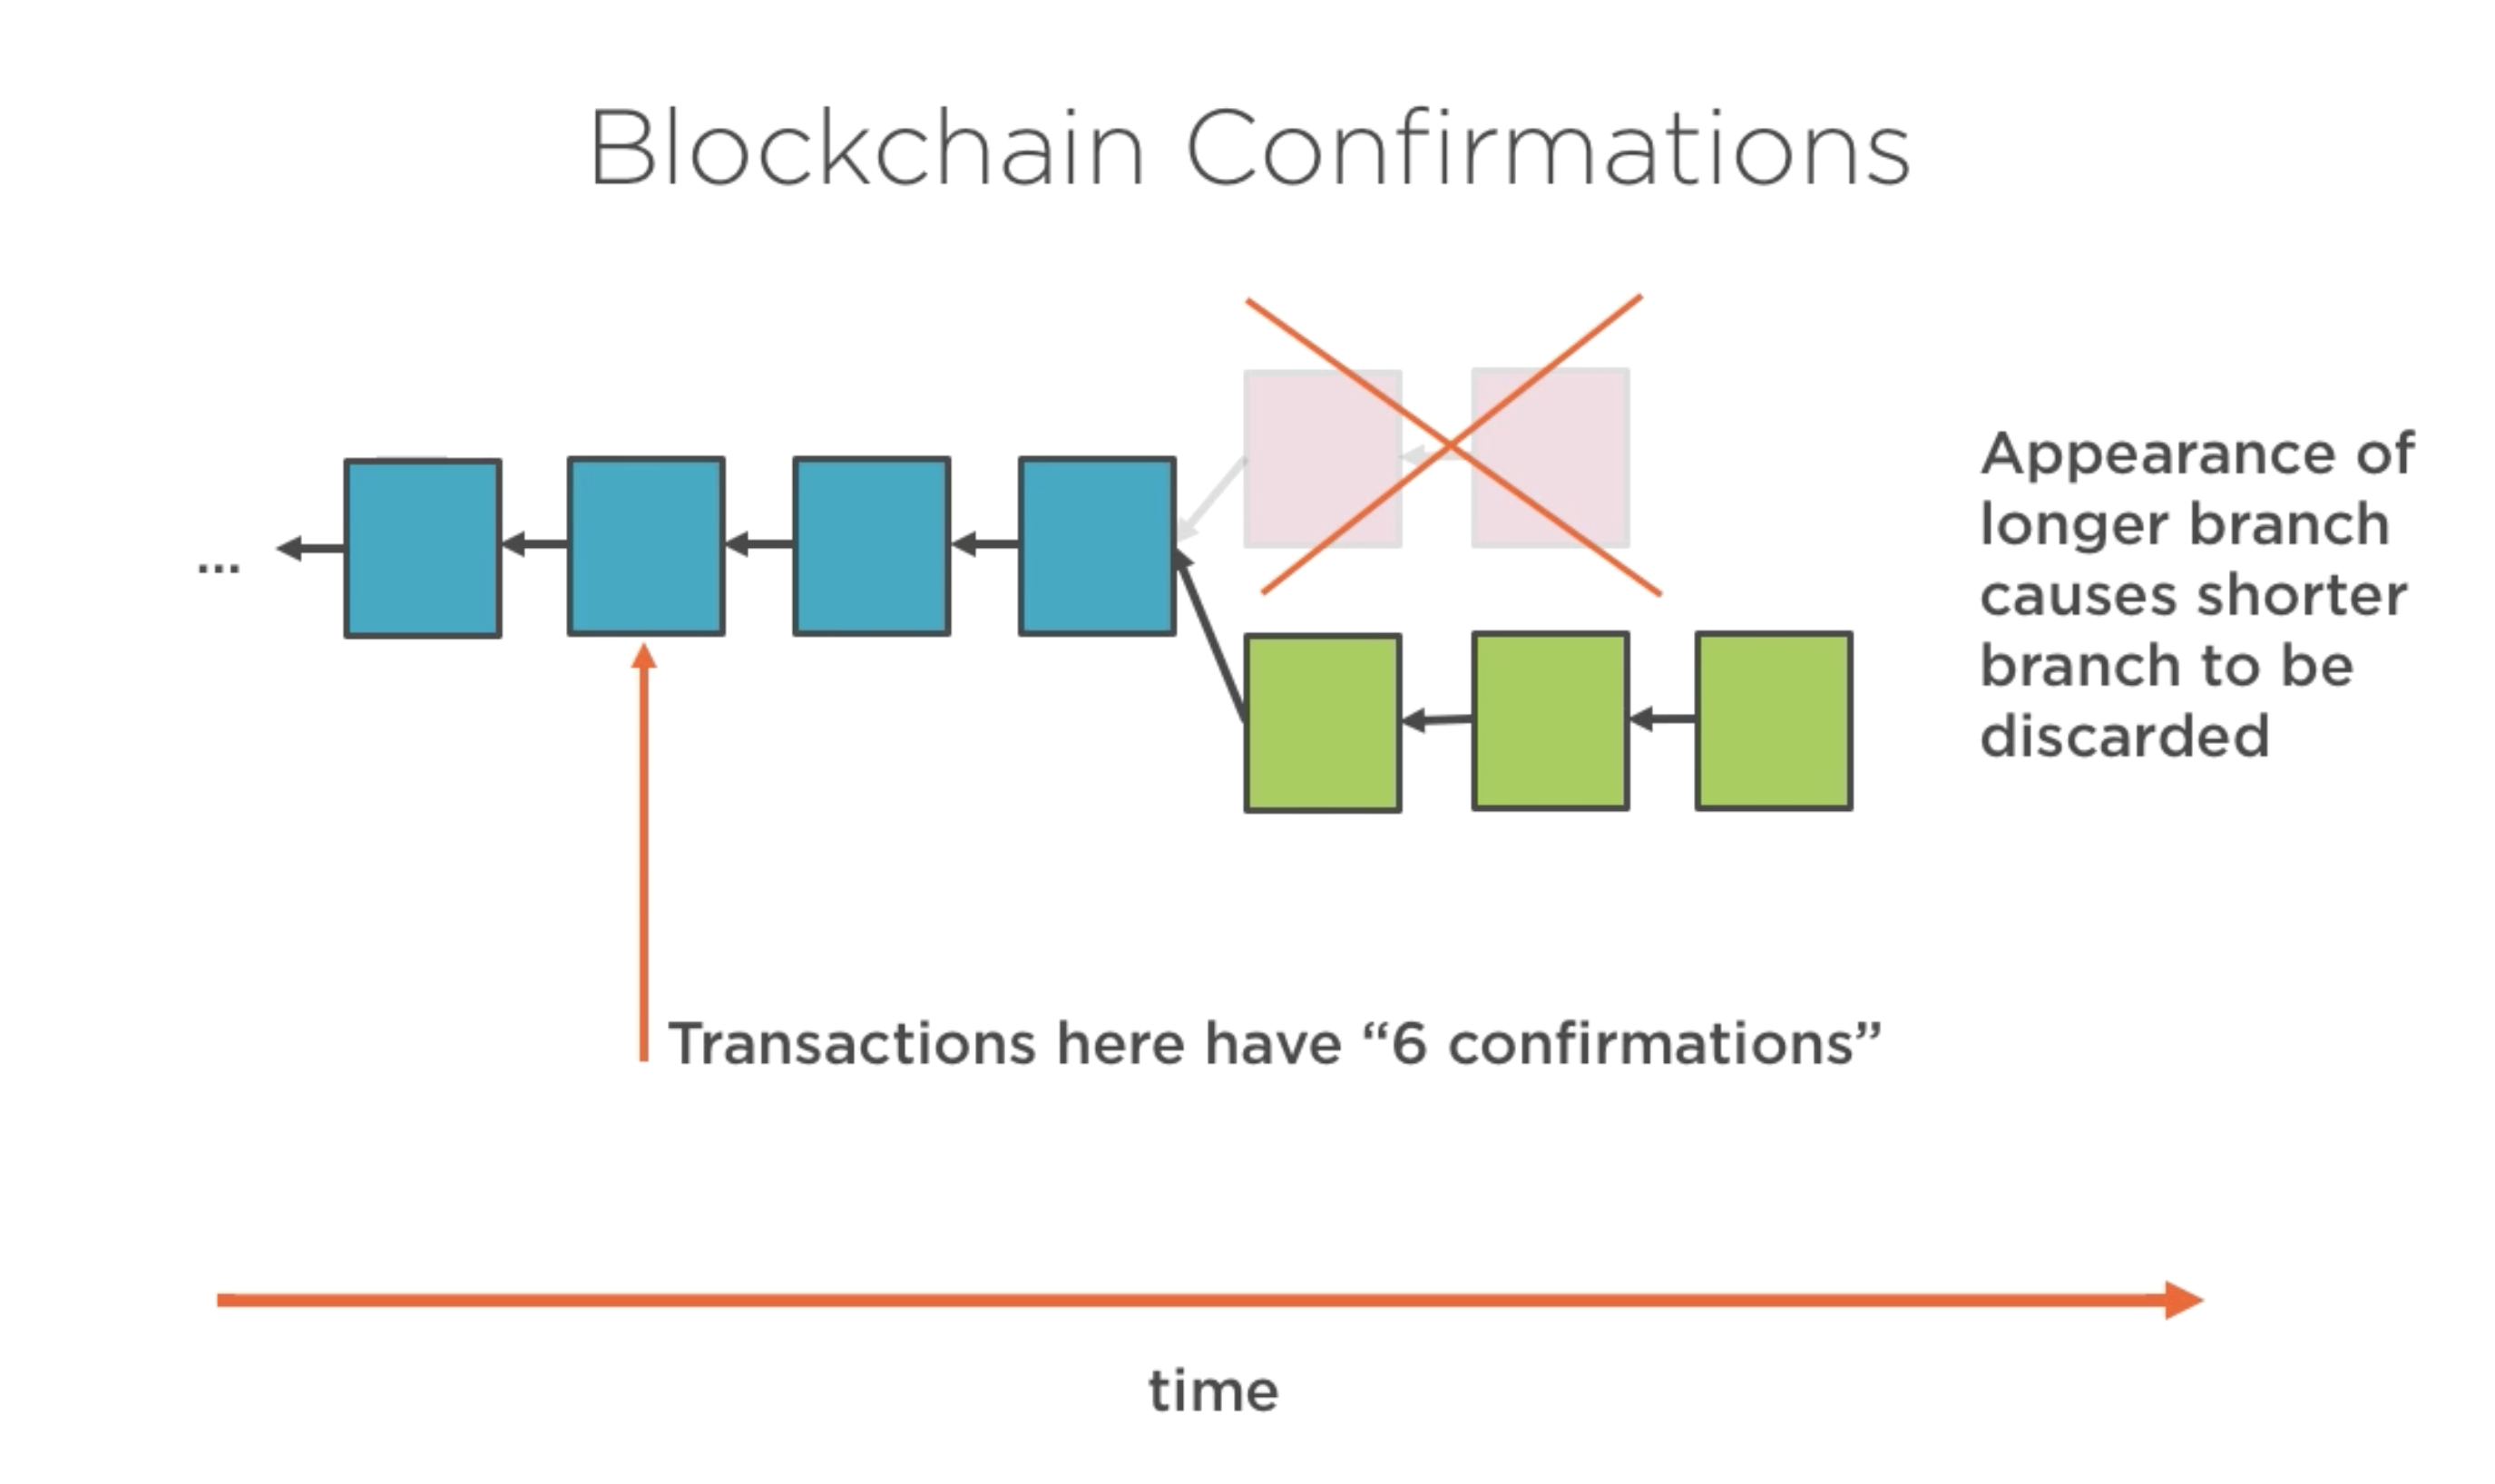 Blockchain Confirmations
...
Appearance of
longer branch
causes shorter
branch to be
discarded
Transactions here have “6 confirmations”
time